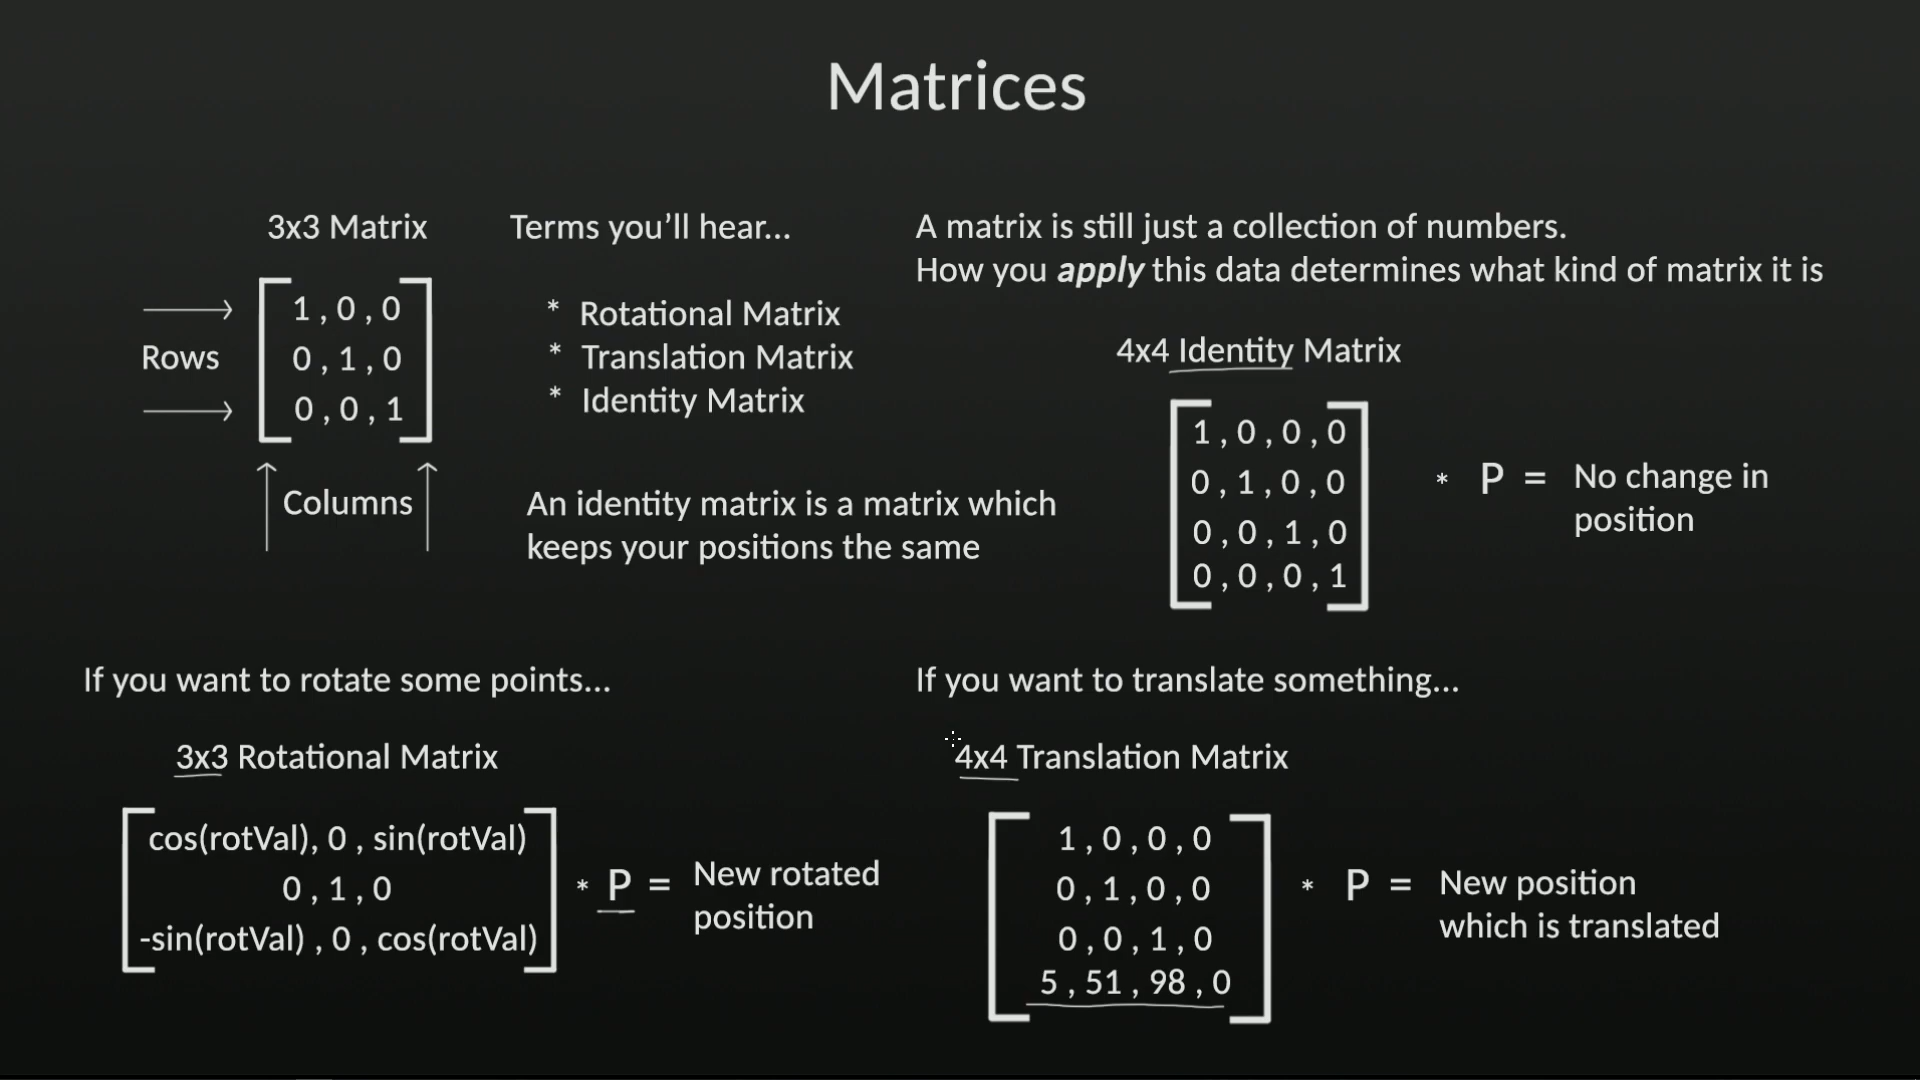 Matrices
3x3 Matrix
1 , 0 , 0
0 , 1 , 0
0 , 0 , 1
Rows
Columns
Terms you’ll hear...
* Rotational Matrix
* Translation Matrix
* Identity Matrix
An identity matrix is a matrix which
keeps your positions the same
A matrix is still just a collection of numbers.
How you apply this data determines what kind of matrix it is
4x4 Identity Matrix
1 , 0 , 0 , 0
0 , 1 , 0 , 0
0 , 0 , 1 , 0
0 , 0 , 0 , 1
* P = No change in
position
If you want to rotate some points...
3x3 Rotational Matrix
cos(rotVal), 0 , sin(rotVal)
0 , 1 , 0
-sin(rotVal) , 0 , cos(rotVal)
* P = New rotated
position
If you want to translate something...
4x4 Translation Matrix
1 , 0 , 0 , 0
0 , 1 , 0 , 0
0 , 0 , 1 , 0
5 , 51 , 98 , 0
* P = New position
which is translated